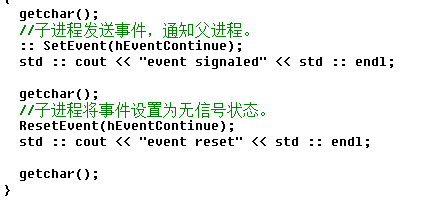 {
getchar();
//子进程发送事件，通知父进程。
:: SetEvent(hEventContinue);
std :: cout << "event signaled" << std :: endl;
getchar();
//子进程将事件设置为无信号状态。
ResetEvent(hEventContinue);
std :: cout << "event reset" << std :: endl;
getchar();
}